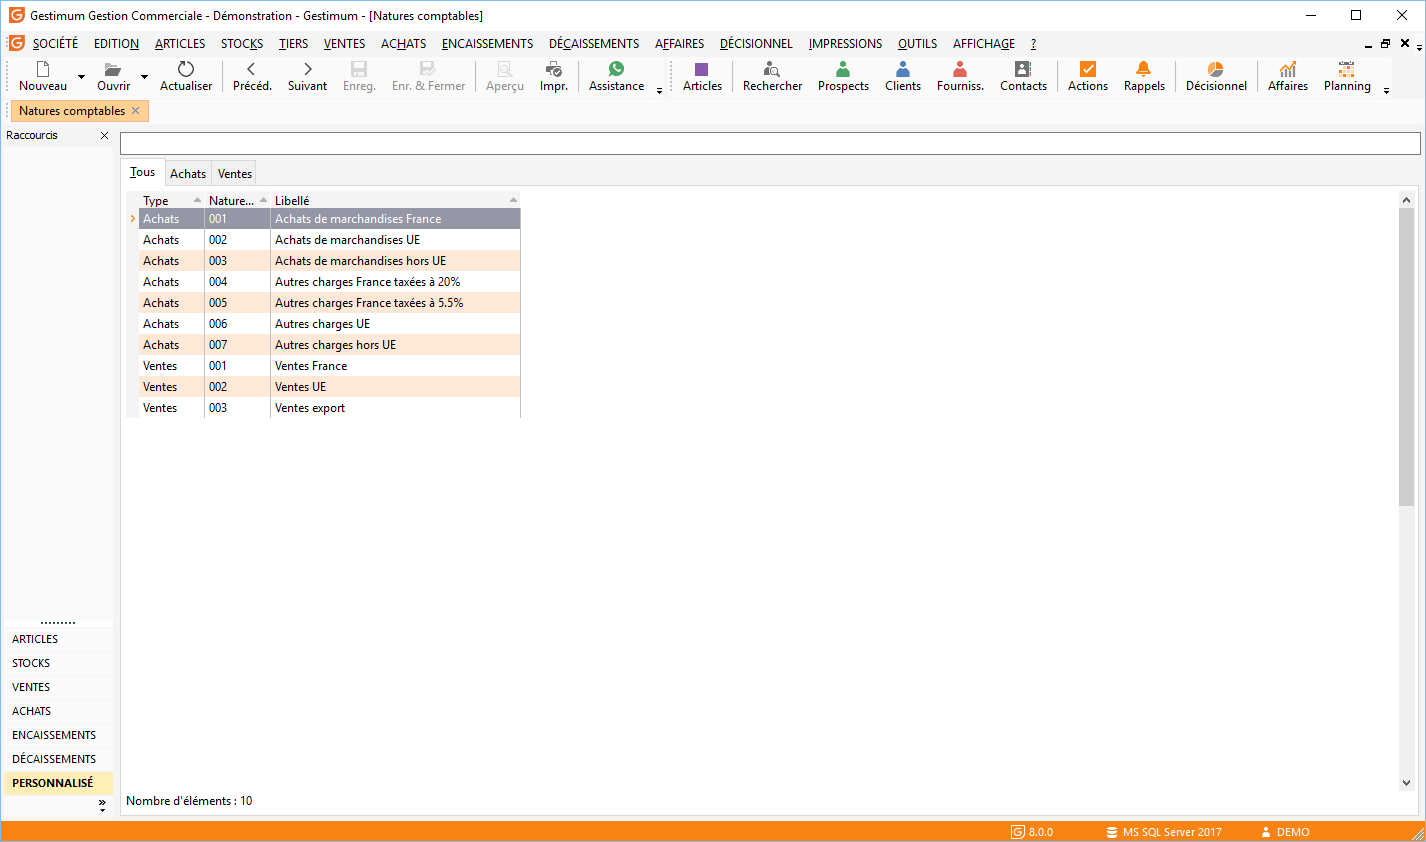 Gestimum Gestion Commerciale - Démonstration - Gestimum - [Natures comptables]
SOCIÉTÉ EDITION ARTICLES STOCKS TIERS VENTES ACHATS ENCAISSEMENTS DÉCAISSEMENTS AFFAIRES DÉCISIONNEL IMPRESSIONS OUTILS AFFICHAGE ?
Nouveau Ouvrir Actualiser Précéd. Suivant Enreg. Enr. & Fermer Aperçu Impr. Assistance Articles Rechercher Prospects Clients Fourniss. Contacts Actions Rappels Décisionnel Affaires Planning
Natures comptables
Raccourcis
Tous Achats Ventes
Type Nature... Libellé
Achats 001 Achats de marchandises France
Achats 002 Achats de marchandises UE
Achats 003 Achats de marchandises hors UE
Achats 004 Autres charges France taxées à 20%
Achats 005 Autres charges France taxées à 5.5%
Achats 006 Autres charges UE
Achats 007 Autres charges hors UE
Ventes 001 Ventes France
Ventes 002 Ventes UE
Ventes 003 Ventes export
ARTICLES
STOCKS
VENTES
ACHATS
ENCAISSEMENTS
DÉCAISSEMENTS
PERSONNALISÉ
Nombre d'éléments : 10
8.0.0 MS SQL Server 2017 DEMO